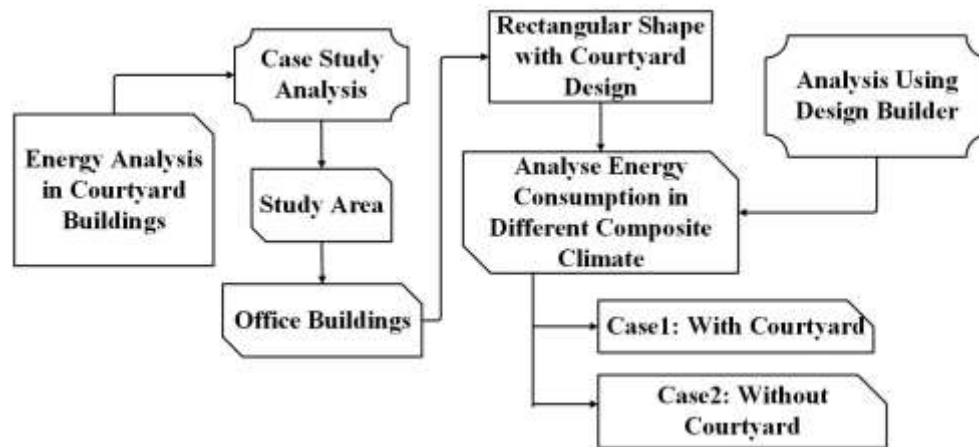 Energy Analysis
in Courtyard
Buildings
Case Study
Analysis
Study Area
Office Buildings
Rectangular Shape
with Courtyard
Design
Analysis Using
Design Builder
Analyse Energy
Consumption in
Different Composite
Climate
Case1: With Courtyard
Case2: Without
Courtyard